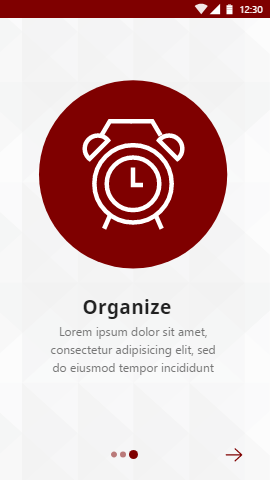 12:30
Organize
Lorem ipsum dolor sit amet,
consectetur adipisicing elit, sed
do eiusmod tempor incididunt